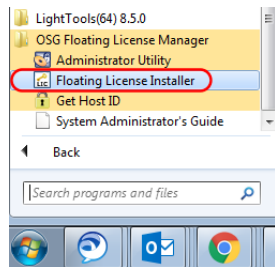 LightTools(64) 8.5.0
OSG Floating License Manager
Administrator Utility
LIC
Floating License Installer
Get Host ID
System Administrator's Guide
Back
Search programs and files